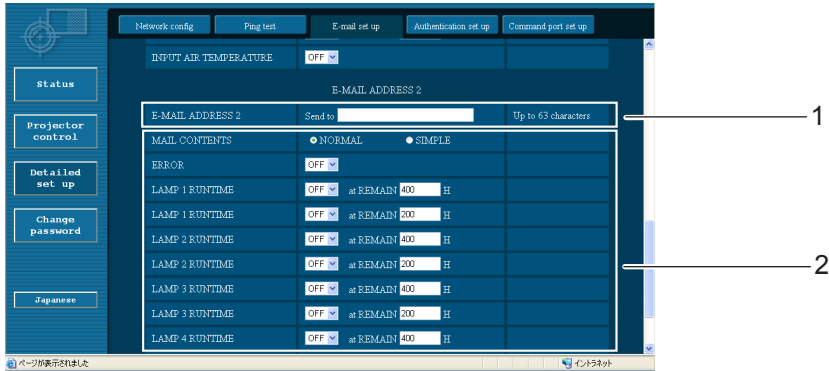 Network config Ping test E-mail set up Authentication set up Command port set up
INPUT AIR TEMPERATURE OFF
E-MAIL ADDRESS 2
E-MAIL ADDRESS 2 Send to Up to 63 characters
1
MAIL CONTENTS NORMAL SIMPLE
ERROR OFF
LAMP 1 RUNTIME OFF at REMAIN 400 H
LAMP 1 RUNTIME OFF at REMAIN 200 H
LAMP 2 RUNTIME OFF at REMAIN 400 H
LAMP 2 RUNTIME OFF at REMAIN 200 H
2
LAMP 3 RUNTIME OFF at REMAIN 400 H
LAMP 3 RUNTIME OFF at REMAIN 200 H
LAMP 4 RUNTIME OFF at REMAIN 400 H
Status
Projector
control
Detailed
set up
Change
password
Japanese
ページが表示されました イントラネット